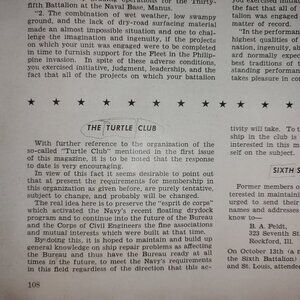 fifth Battalion at the Naval Base, Manus.
"2. The combination of wet weather, low swampy
ground, and the lack of dry-road surfacing material
made an almost impossible situation and one to chal-
lenge the imagination and ingenuity, if the projects
on which your unit was engaged were to be completed
in time to furnish support for the Fleet in the Philip-
pine invasion. In spite of these adverse conditions,
you exercised initiative, judgment, leadership, and the
fact that all of the projects on which your battalion
fact that all of
tallion was engaged
matter of record.
"In the performance
highest qualities of
nation, ingenuity, and
ard normally expected
best traditions of
standing performance
takes pleasure in co
THE TURTLE CLUB
With further reference to the organization of the
so-called "Turtle Club" mentioned in the first issue
of this magazine, it is to be noted that the response
to date is very encouraging.
In view of this fact it seems desirable to point out
that at present the requirements for membership in
this organization as given before, are purely tentative,
subject to change, and probably will be changed.
The real idea here is to preserve the "esprit de corps"
which activated the Navy's recent floating drydock
program and to continue into the future of the Bureau
and the Corps of Civil Engineers the fine associations
and mutual interests which were built at that time.
By doing this, it is hoped to maintain and build up
general knowledge on ship repair problems as affecting
the Bureau and thus have the Bureau ready at all
times in the future, to meet the Navy's requirements
in this field regardless of the direction that this ac-
tivity will take. To
ship in the club is
interested in this m
self on the subject.
SIXTH S
Former members o
terested in maintaining
urged to send their
names and addresses
know to—
B. A. Feldt,
323 Seventh S
Rockford, Ill.
On October 13th (a
the Sixth Battalion)
and St. Louis, attended
108